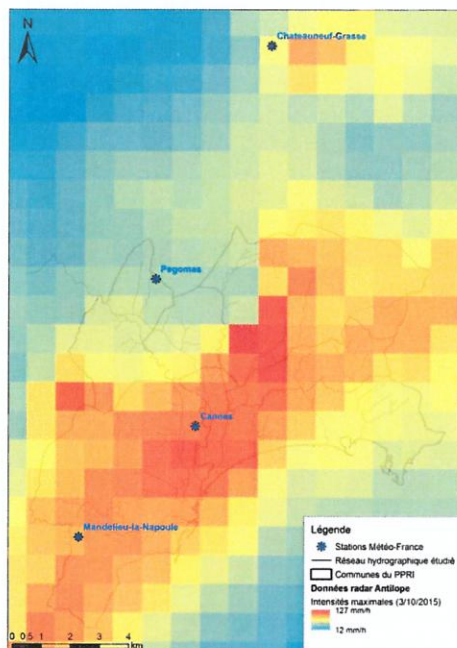 N
Chateauneuf-Grasse
Pegomas
Cannes
Mandelieu-la-Napoule
Légende
Stations Météo-France
Réseau hydrographique étudié
Communes du PPRI
Données radar Antilope
Intensités maximales (3/10/2015)
127 mm/h
12 mm/h
0 0.5 1 2 3 4
km